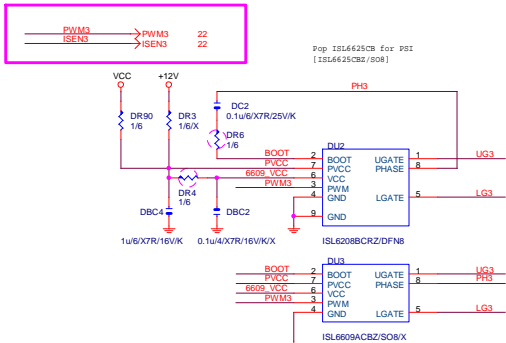 PWM3 PWM3 22
ISEN3 ISEN3 22
Pop ISL6625CB for PSI
[ISL6625CBZ/SO8]
VCC +12V
PH3
DC2
0.1u/6/X7R/25V/K
DR90
1/6
DR3
1/6/X
DR6
1/6
DU2
BOOT 2 BOOT UGATE 1 UG3
PVCC 7 PVCC PHASE 8
6609_VCC 6 VCC
PWM3 3 PWM
4 GND LGATE 5 LG3
9 GND
DR4
1/6
DBC4
1u/6/X7R/16V/K
DBC2
0.1u/4/X7R/16V/K/X
ISL6208BCRZ/DFN8
DU3
BOOT 2 BOOT UGATE 1 UG3
PVCC 7 PVCC PHASE 8 PH3
6609_VCC 6 VCC
PWM3 3 PWM
4 GND LGATE 5 LG3
ISL6609ACBZ/SO8/X